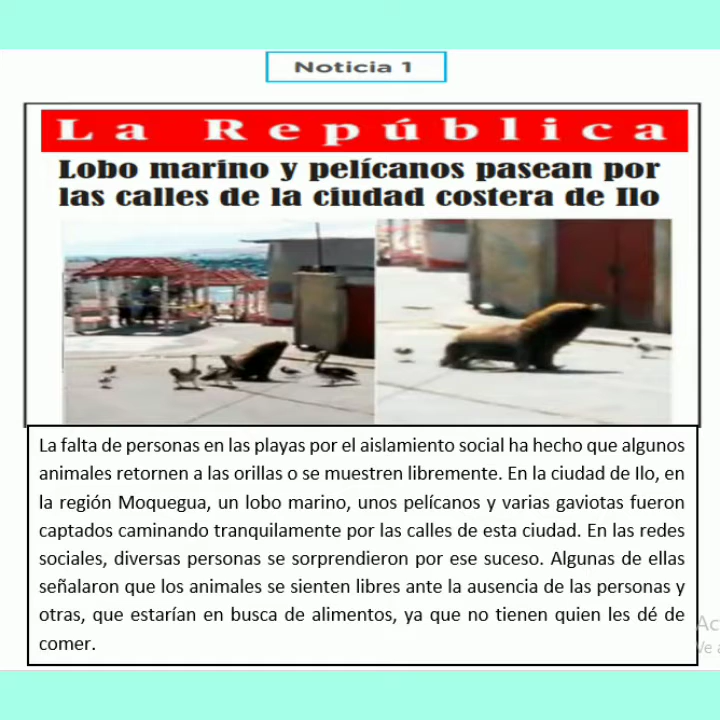 Noticia 1
La República
Lobo marino y pelícanos pasean por
las calles de la ciudad costera de Ilo
La falta de personas en las playas por el aislamiento social ha hecho que algunos
animales retornen a las orillas o se muestren libremente. En la ciudad de Ilo, en
la región Moquegua, un lobo marino, unos pelícanos y varias gaviotas fueron
captados caminando tranquilamente por las calles de esta ciudad. En las redes
sociales, diversas personas se sorprendieron por ese suceso. Algunas de ellas
señalaron que los animales se sienten libres ante la ausencia de las personas y
otras, que estarían en busca de alimentos, ya que no tienen quien les dé de
comer.